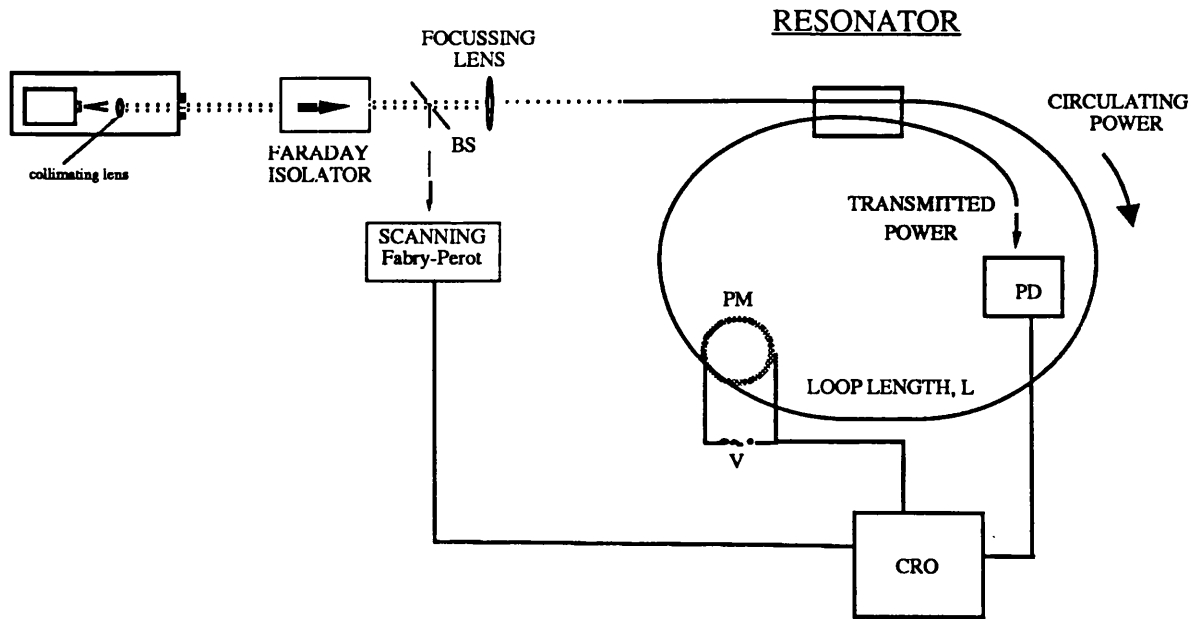 RESONATOR
FOCUSSING
LENS
CIRCULATING
POWER
BS
FARADAY
ISOLATOR
collimating lens
TRANSMITTED
POWER
SCANNING
Fabry-Perot
PD
PM
LOOP LENGTH, L
V
CRO